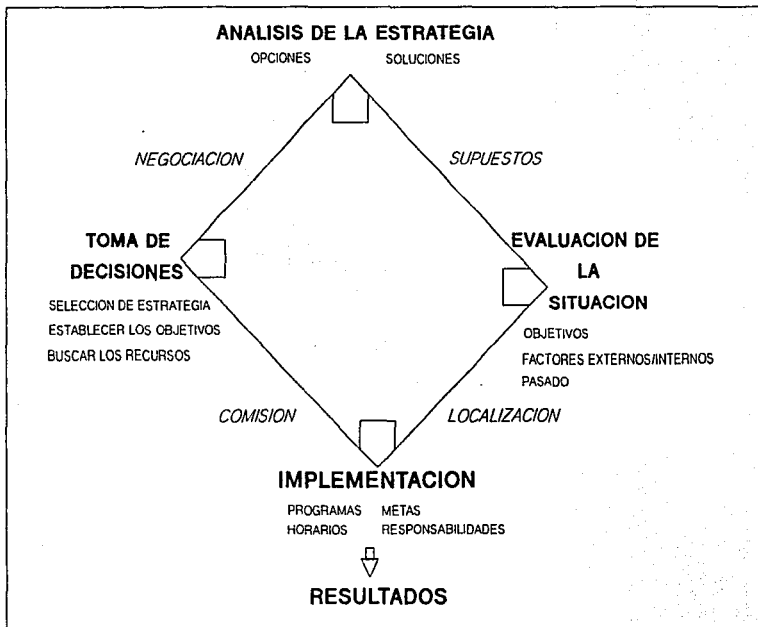 ANALISIS DE LA ESTRATEGIA
OPCIONES SOLUCIONES
NEGOCIACION SUPUESTOS
TOMA DE
DECISIONES
SELECCION DE ESTRATEGIA
ESTABLECER LOS OBJETIVOS
BUSCAR LOS RECURSOS
EVALUACION DE
LA
SITUACION
OBJETIVOS
FACTORES EXTERNOS/INTERNOS
PASADO
COMISION LOCALIZACION
IMPLEMENTACION
PROGRAMAS METAS
HORARIOS RESPONSABILIDADES
RESULTADOS